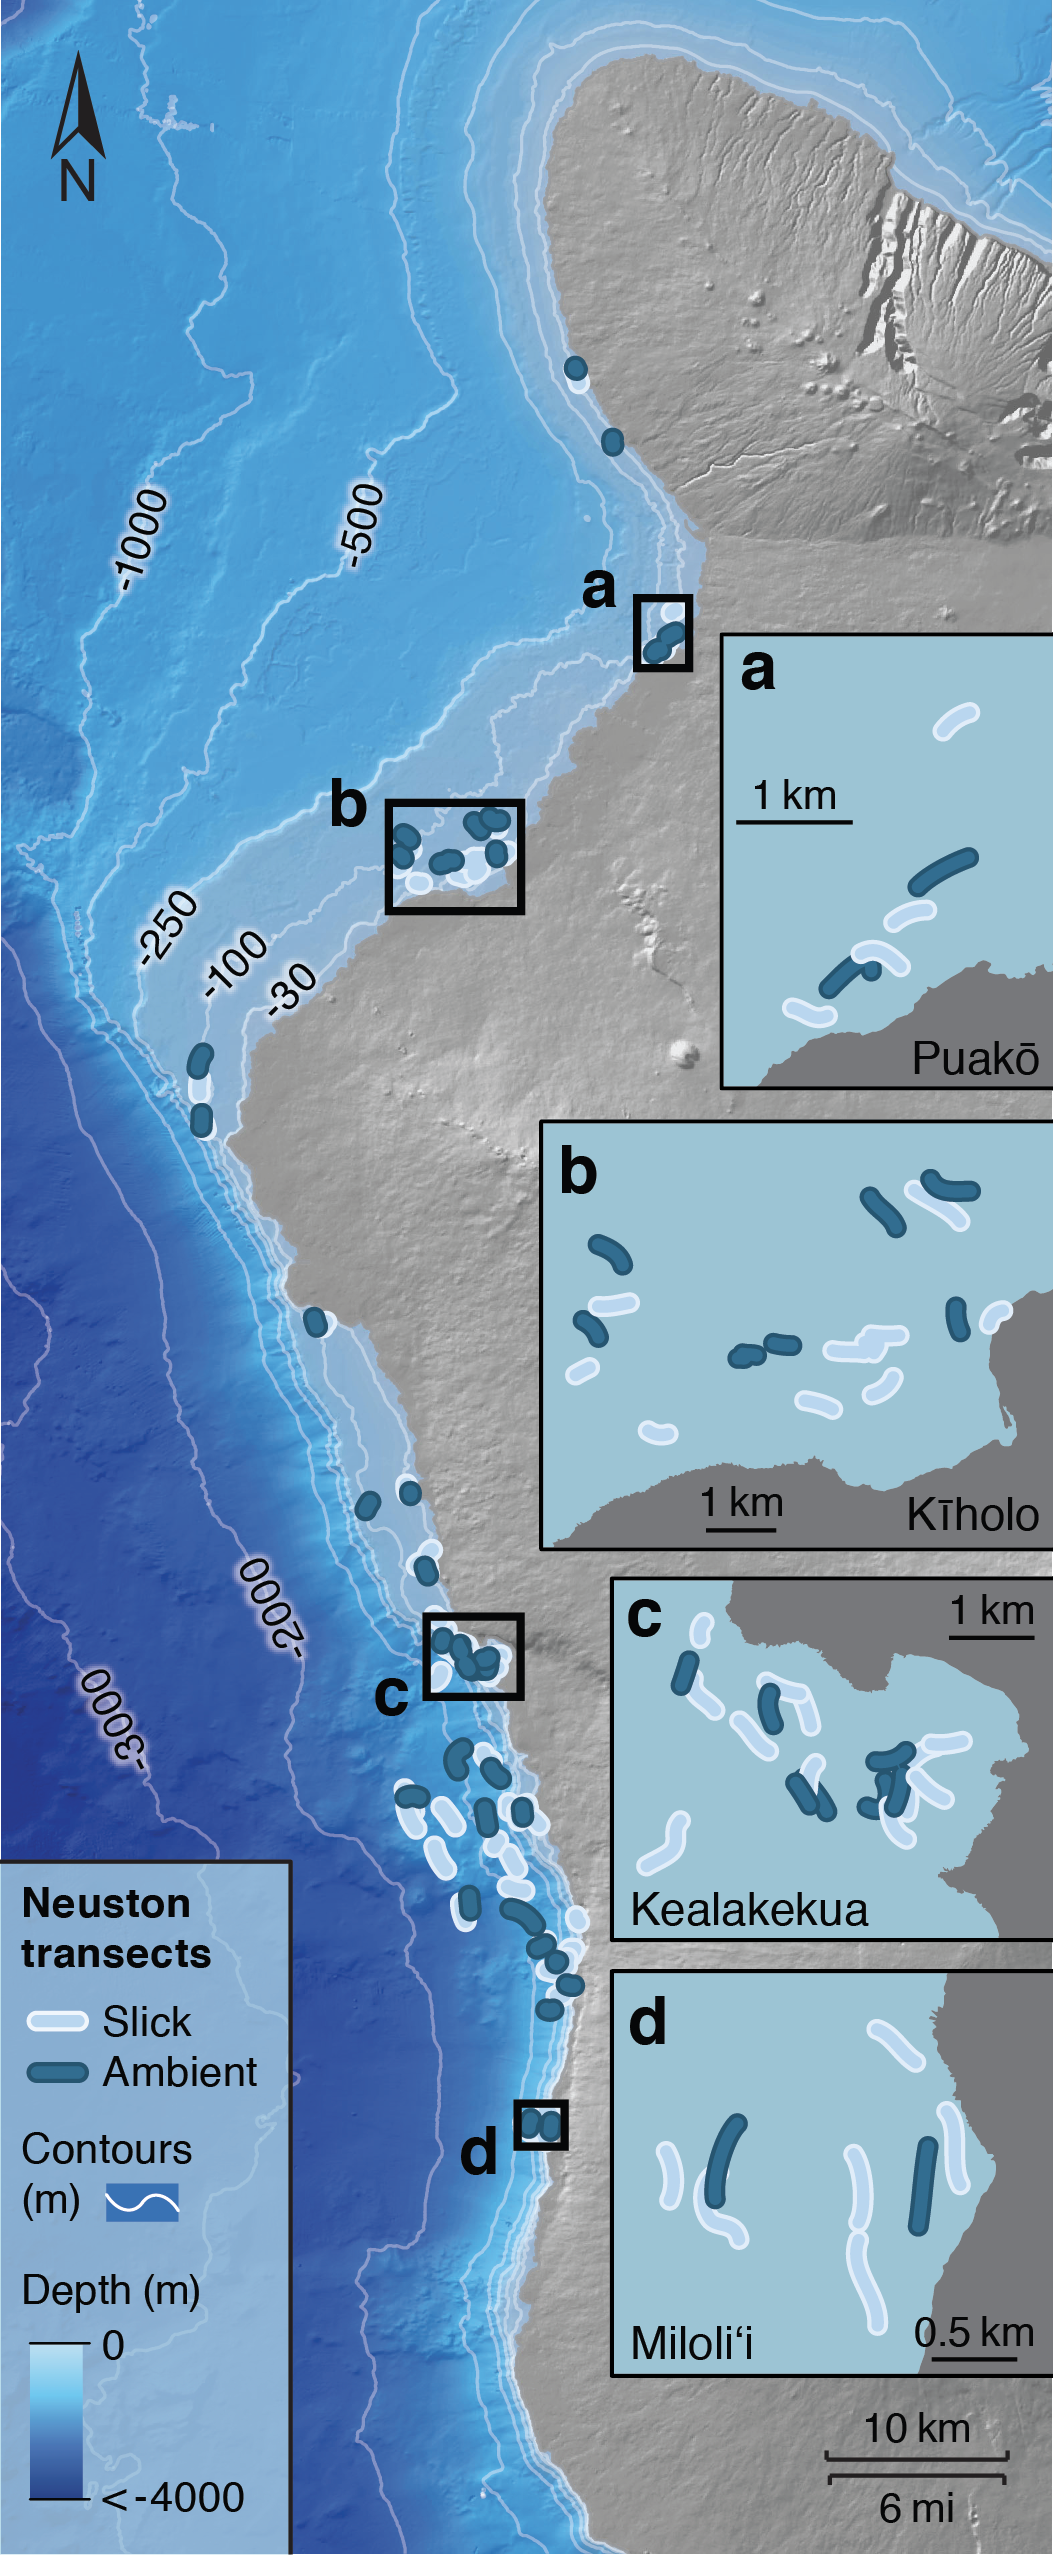 N
-1000
-500
a
a
1 km
Puakō
b
-250
-100
-30
b
1 km
Kīholo
-2000
-3000
c
c
1 km
Kealakekua
Neuston
transects
Slick
Ambient
Contours
(m)
Depth (m)
0
<-4000
d
d
Miloliʻi
0.5 km
10 km
6 mi